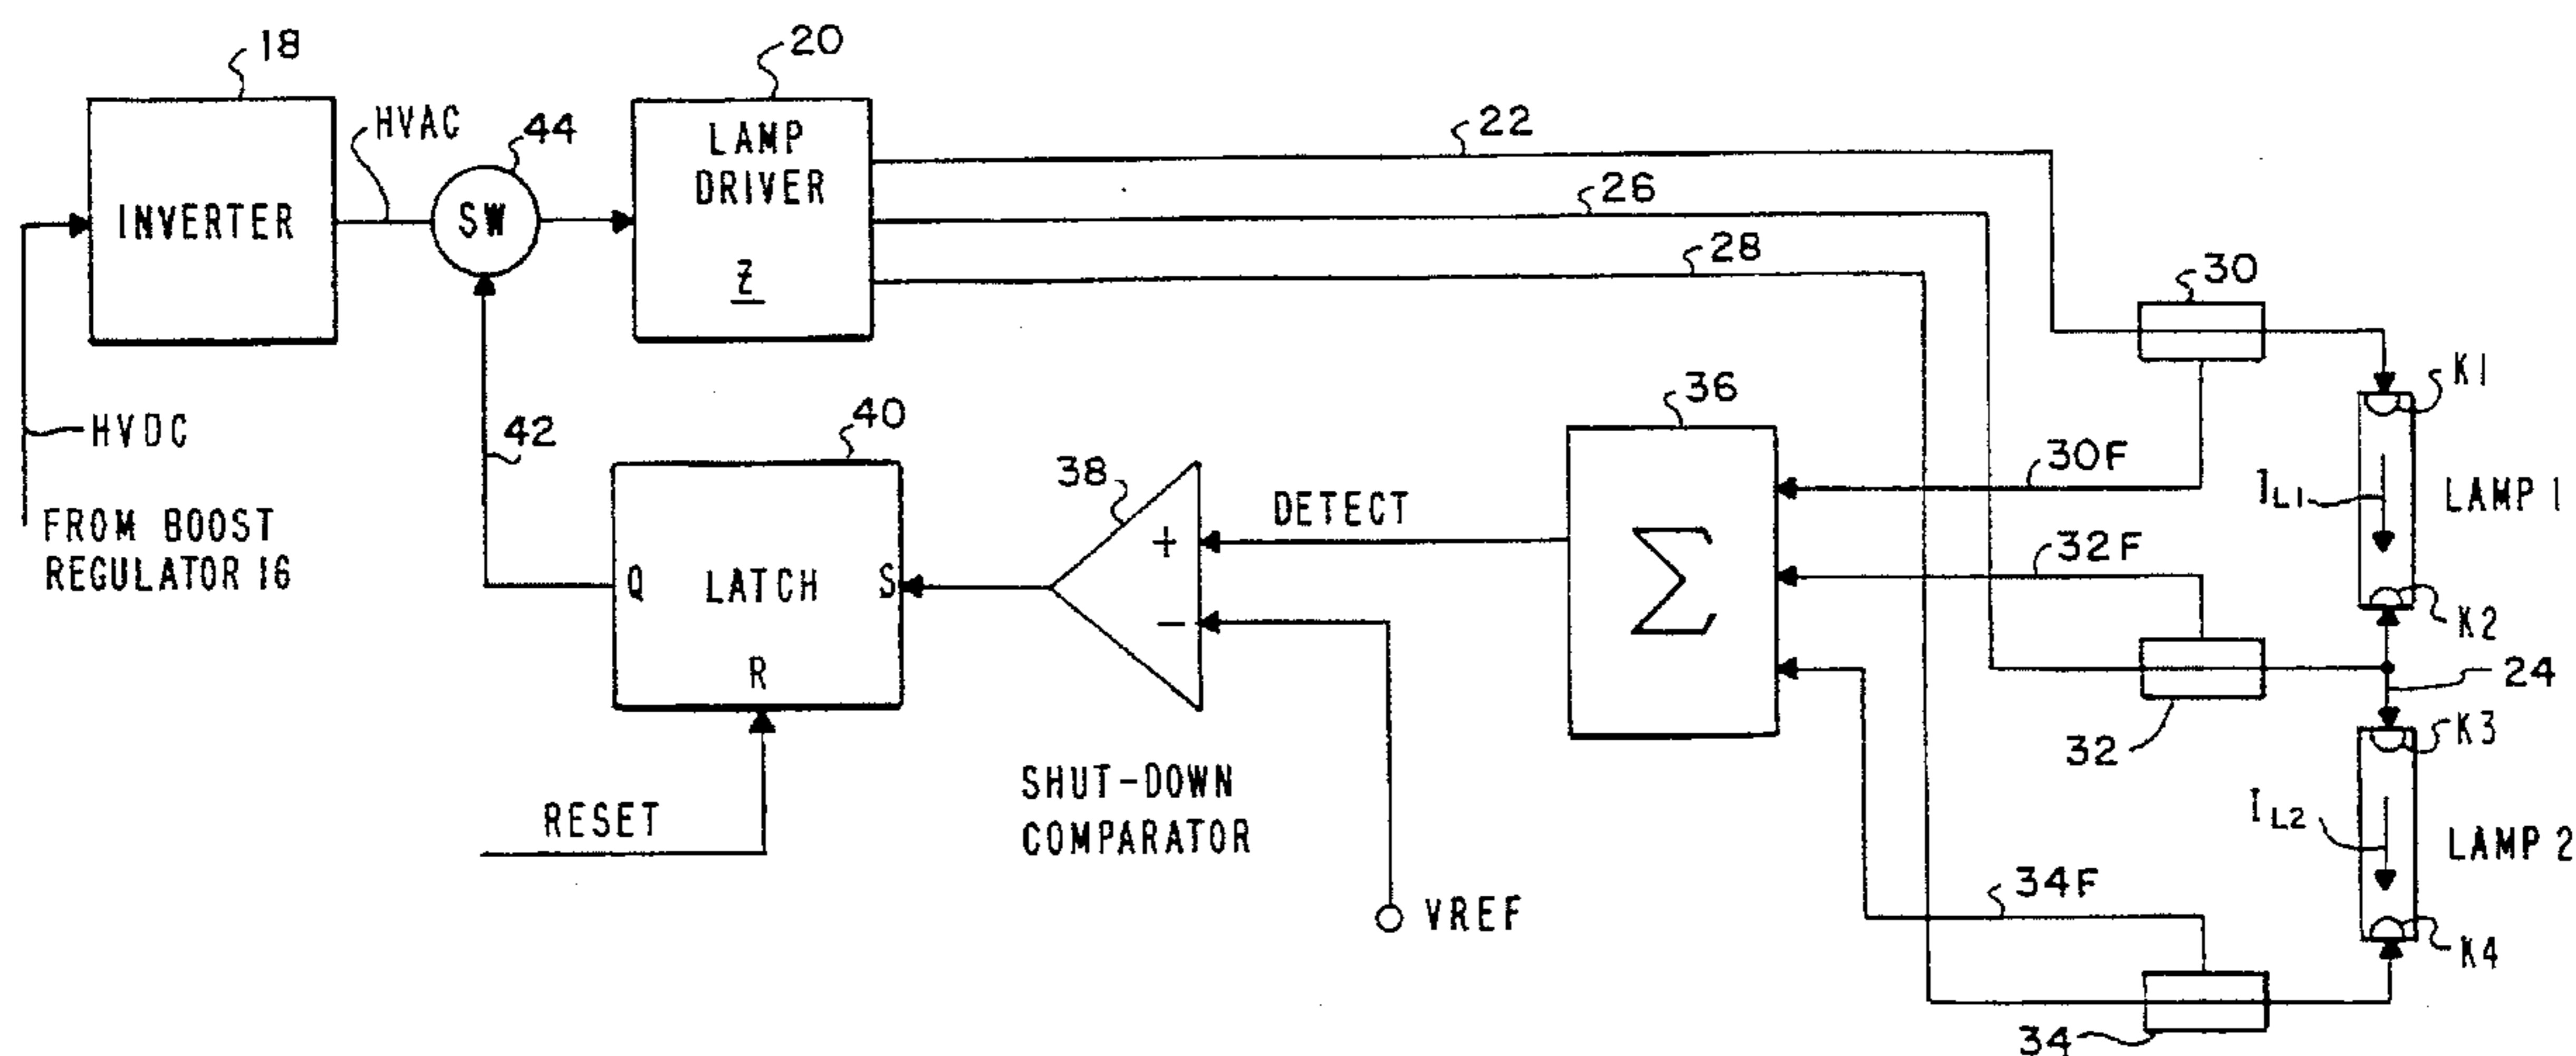 18
20
HVAC
44
22
LAMP
DRIVER
26
INVERTER
SW
Z
28
30
K1
36
HVDC
42
40
38
30F
IL1
LAMP 1
DETECT
FROM BOOST
REGULATOR 16
+
32F
Q
LATCH
S
Σ
−
K2
24
R
32
K3
SHUT-DOWN
COMPARATOR
RESET
IL2
LAMP 2
34F
VREF
K4
34